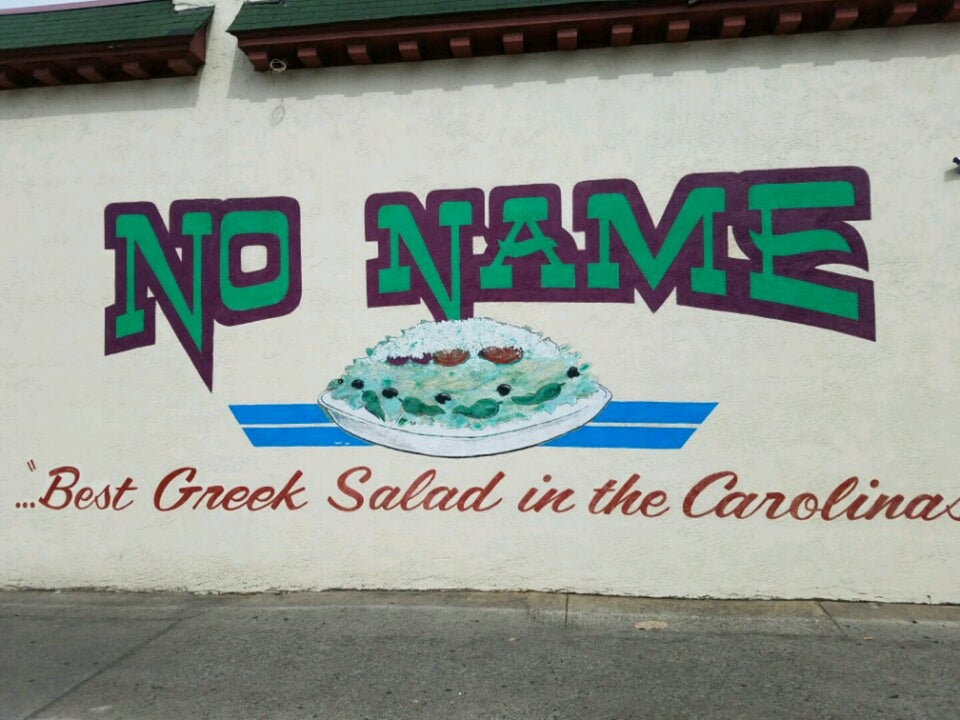 NO NAME
..."Best Greek Salad in the Carolinas